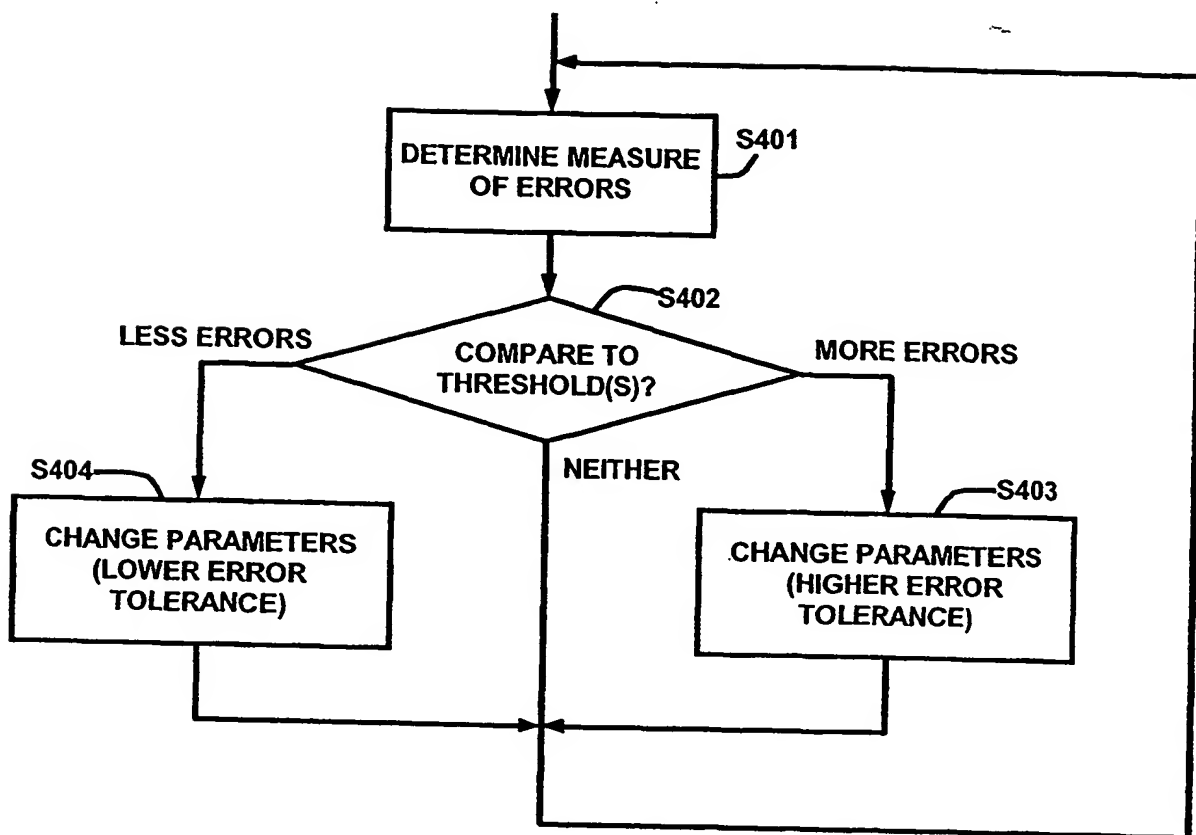 DETERMINE MEASURE
OF ERRORS
S401
S402
LESS ERRORS
COMPARE TO
THRESHOLD(S)?
MORE ERRORS
NEITHER
S404
CHANGE PARAMETERS
(LOWER ERROR
TOLERANCE)
S403
CHANGE PARAMETERS
(HIGHER ERROR
TOLERANCE)